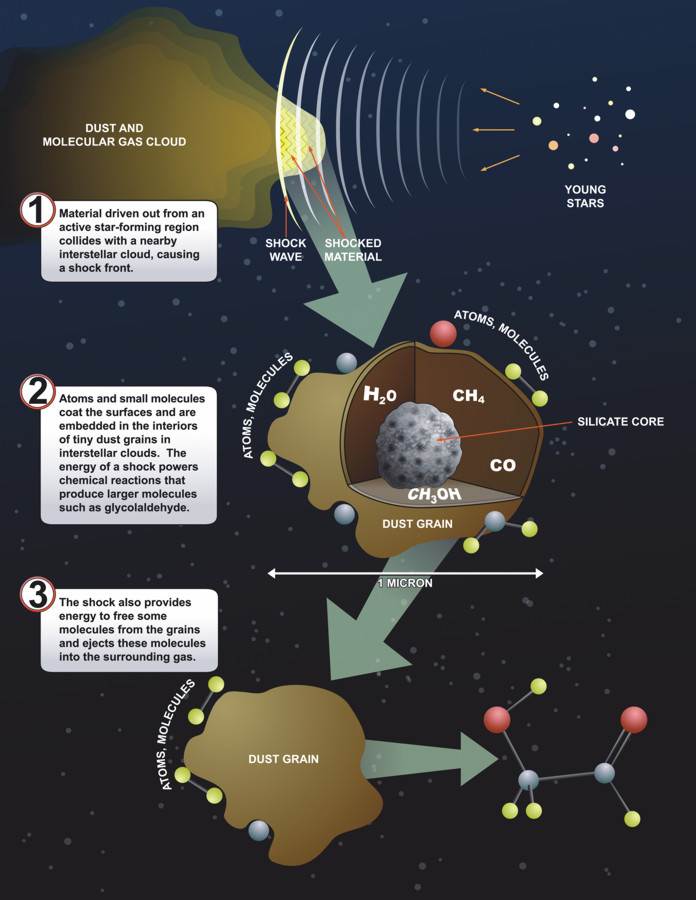 DUST AND
MOLECULAR GAS CLOUD
YOUNG
STARS
1
Material driven out from an
active star-forming region
collides with a nearby
interstellar cloud, causing
a shock front.
SHOCK
WAVE
SHOCKED
MATERIAL
ATOMS, MOLECULES
ATOMS, MOLECULES
2
Atoms and small molecules
coat the surfaces and are
embedded in the interiors
of tiny dust grains in
interstellar clouds.  The
energy of a shock powers
chemical reactions that
produce larger molecules
such as glycolaldehyde.
H₂O
CH₄
SILICATE CORE
CO
CH₃OH
DUST GRAIN
1 MICRON
3
The shock also provides
energy to free some
molecules from the grains
and ejects these molecules
into the surrounding gas.
ATOMS, MOLECULES
DUST GRAIN